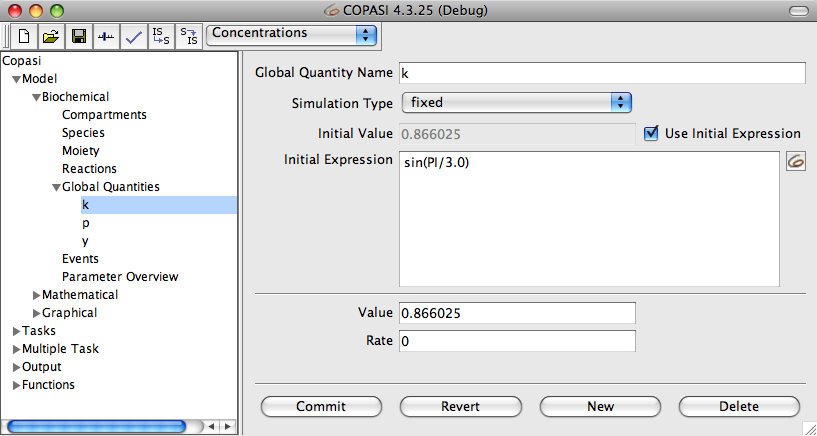 COPASI 4.3.25 (Debug)
IS S S IS Concentrations
Copasi
Model
Biochemical
Compartments
Species
Moiety
Reactions
Global Quantities
k
p
y
Events
Parameter Overview
Mathematical
Graphical
Tasks
Multiple Task
Output
Functions
Global Quantity Name k
Simulation Type fixed
Initial Value 0.866025 Use Initial Expression
Initial Expression sin(PI/3.0)
Value 0.866025
Rate 0
Commit Revert New Delete